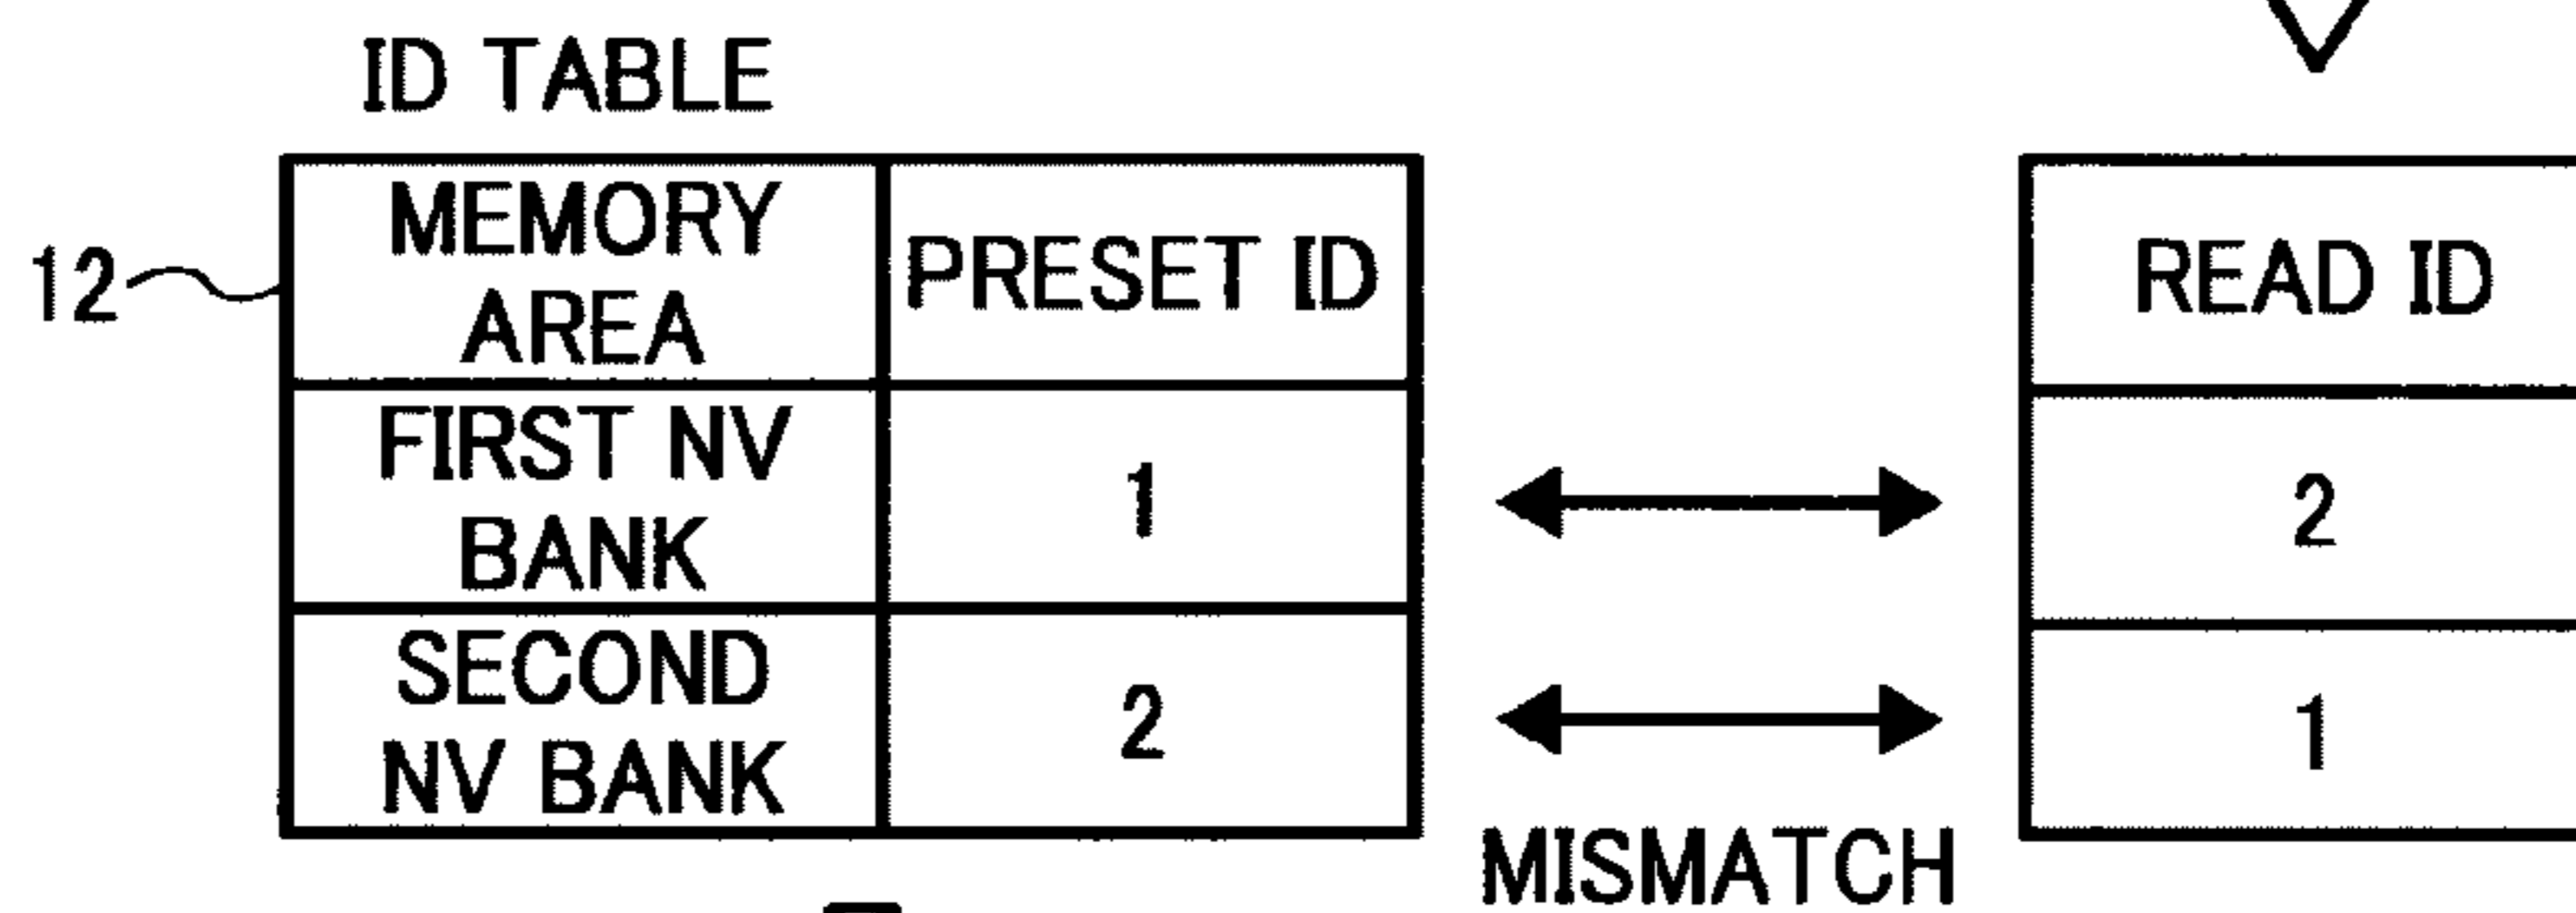 ID TABLE
12
MEMORY
AREA
PRESET ID
READ ID
FIRST NV
BANK
1
2
SECOND
NV BANK
2
1
MISMATCH